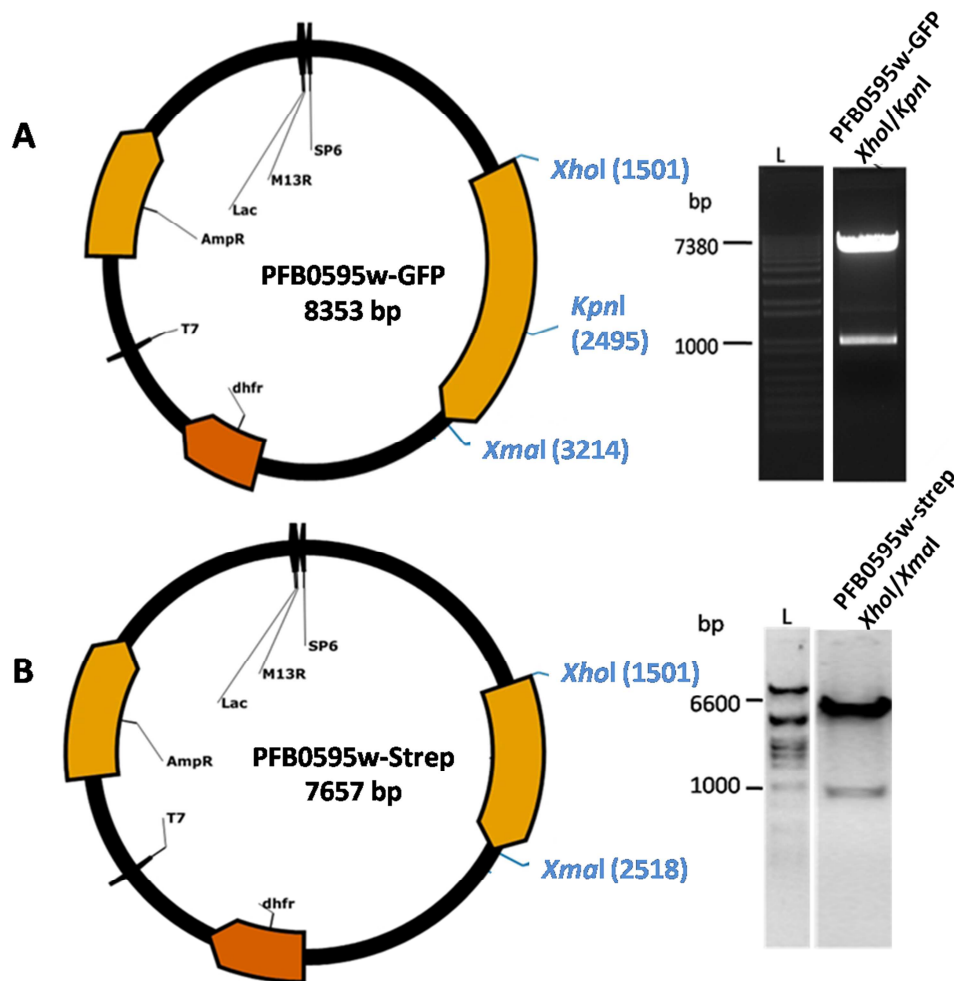 A
SP6
M13R
Lac
AmpR
PFB0595w-GFP
8353 bp
T7
dhfr
XhoI (1501)
KpnI
(2495)
XmaI (3214)
PFB0595w-GFP
XhoI/KpnI
L
bp
7380
1000
B
SP6
M13R
Lac
AmpR
PFB0595w-Strep
7657 bp
T7
dhfr
XhoI (1501)
XmaI (2518)
PFB0595w-strep
XhoI/XmaI
L
bp
6600
1000